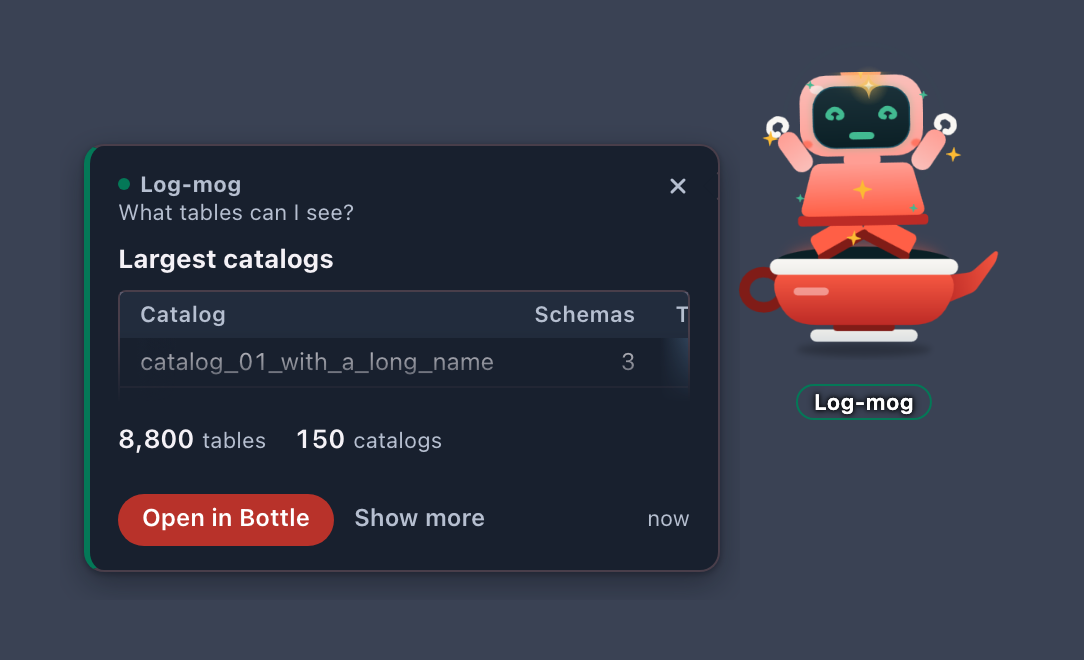 Log-mog
What tables can I see?
Largest catalogs
Catalog Schemas T
catalog_01_with_a_long_name 3
8,800 tables 150 catalogs
Open in Bottle Show more now
Log-mog